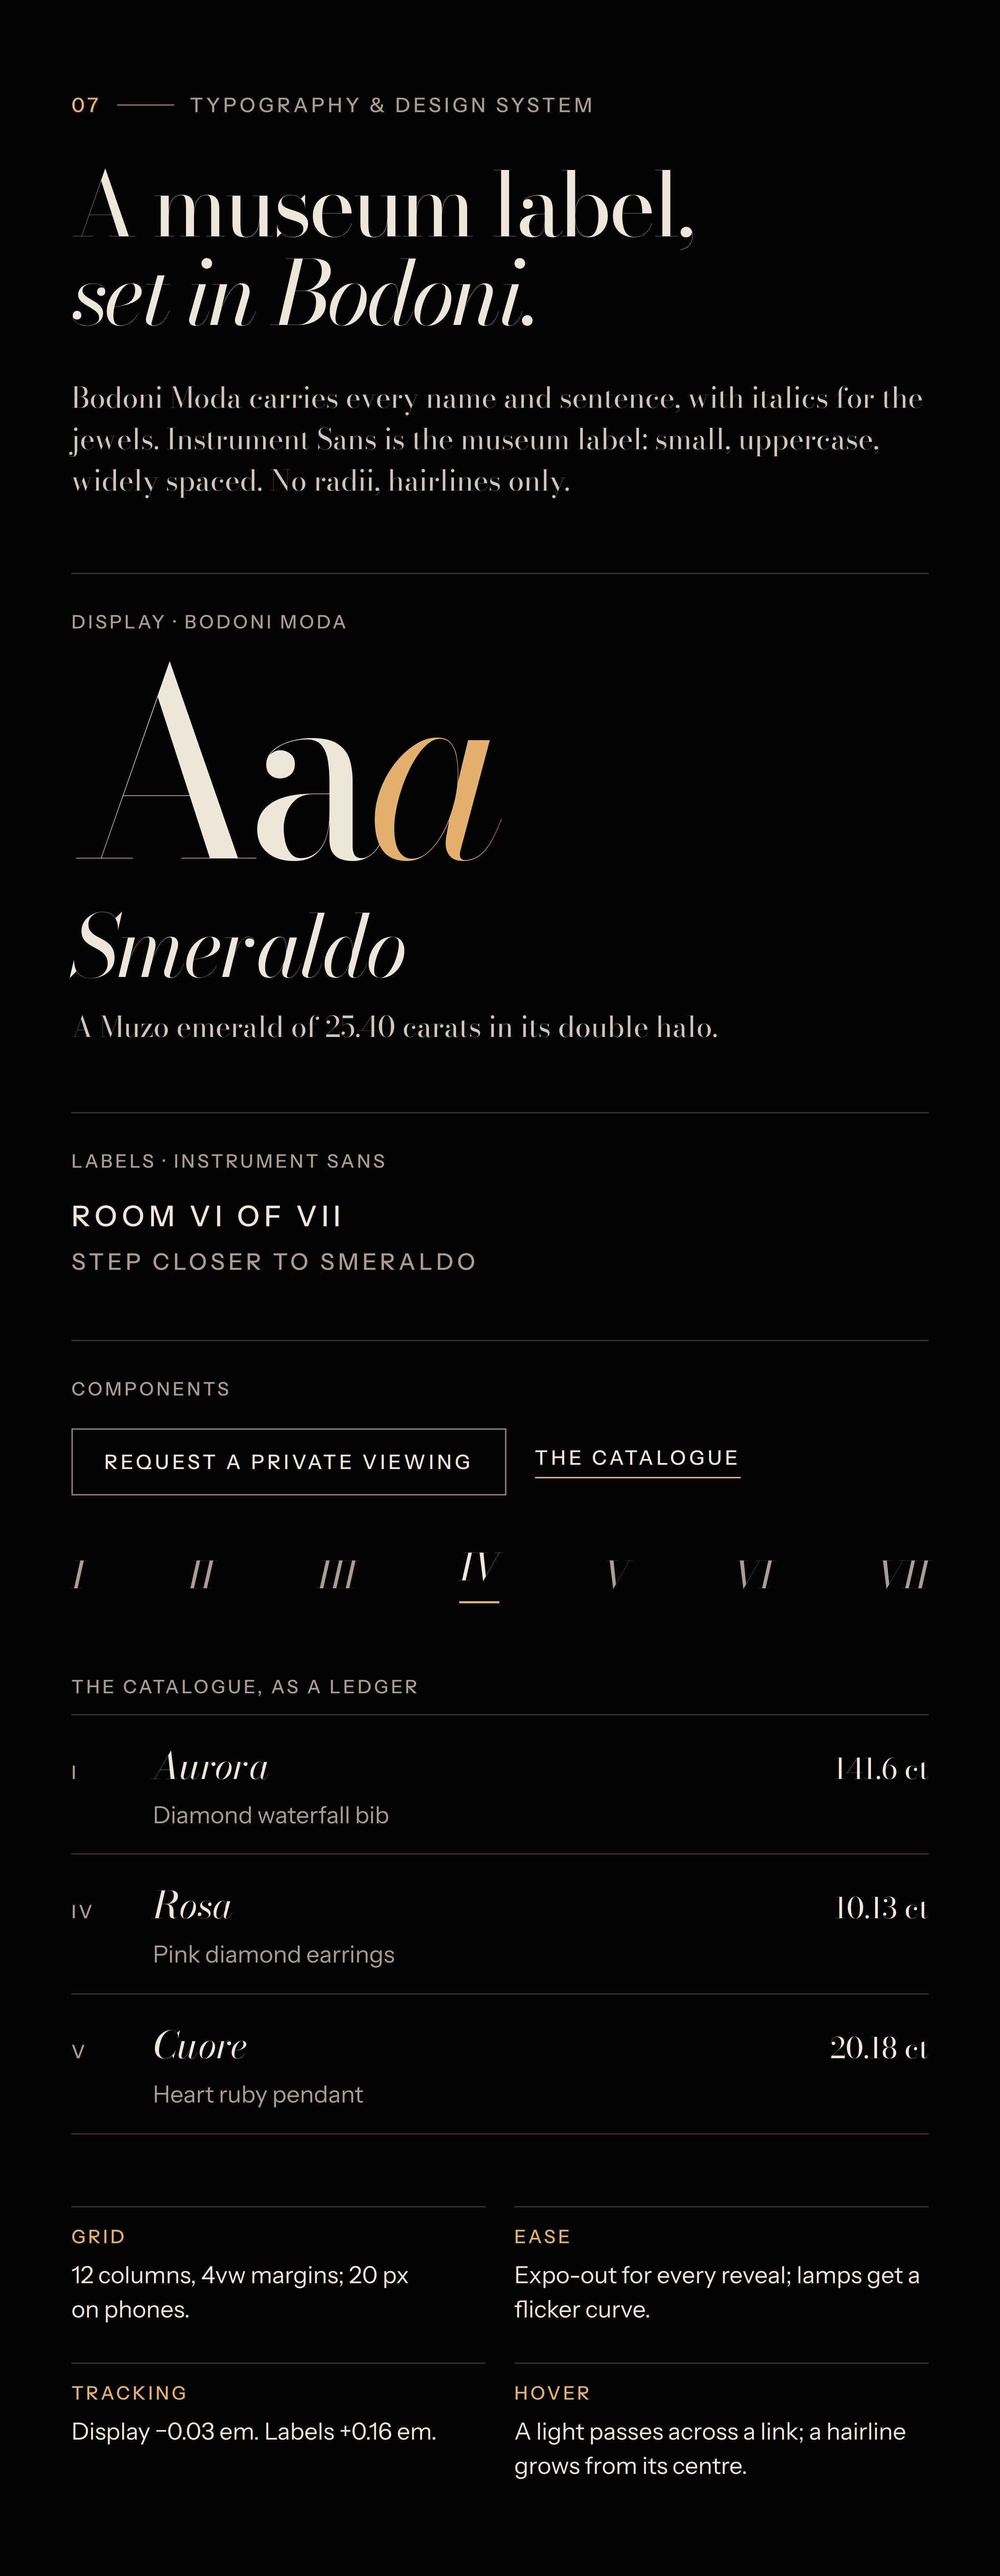 07 TYPOGRAPHY & DESIGN SYSTEM
A museum label,
set in Bodoni.
Bodoni Moda carries every name and sentence, with italics for the
jewels. Instrument Sans is the museum label: small, uppercase,
widely spaced. No radii, hairlines only.
DISPLAY · BODONI MODA
Aaa
Smeraldo
A Muzo emerald of 25.40 carats in its double halo.
LABELS · INSTRUMENT SANS
ROOM VI OF VII
STEP CLOSER TO SMERALDO
COMPONENTS
REQUEST A PRIVATE VIEWING THE CATALOGUE
I II III IV V VI VII
THE CATALOGUE, AS A LEDGER
I Aurora 141.6 ct
Diamond waterfall bib
IV Rosa 10.13 ct
Pink diamond earrings
V Cuore 20.18 ct
Heart ruby pendant
GRID
12 columns, 4vw margins; 20 px
on phones.
EASE
Expo-out for every reveal; lamps get a
flicker curve.
TRACKING
Display −0.03 em. Labels +0.16 em.
HOVER
A light passes across a link; a hairline
grows from its centre.